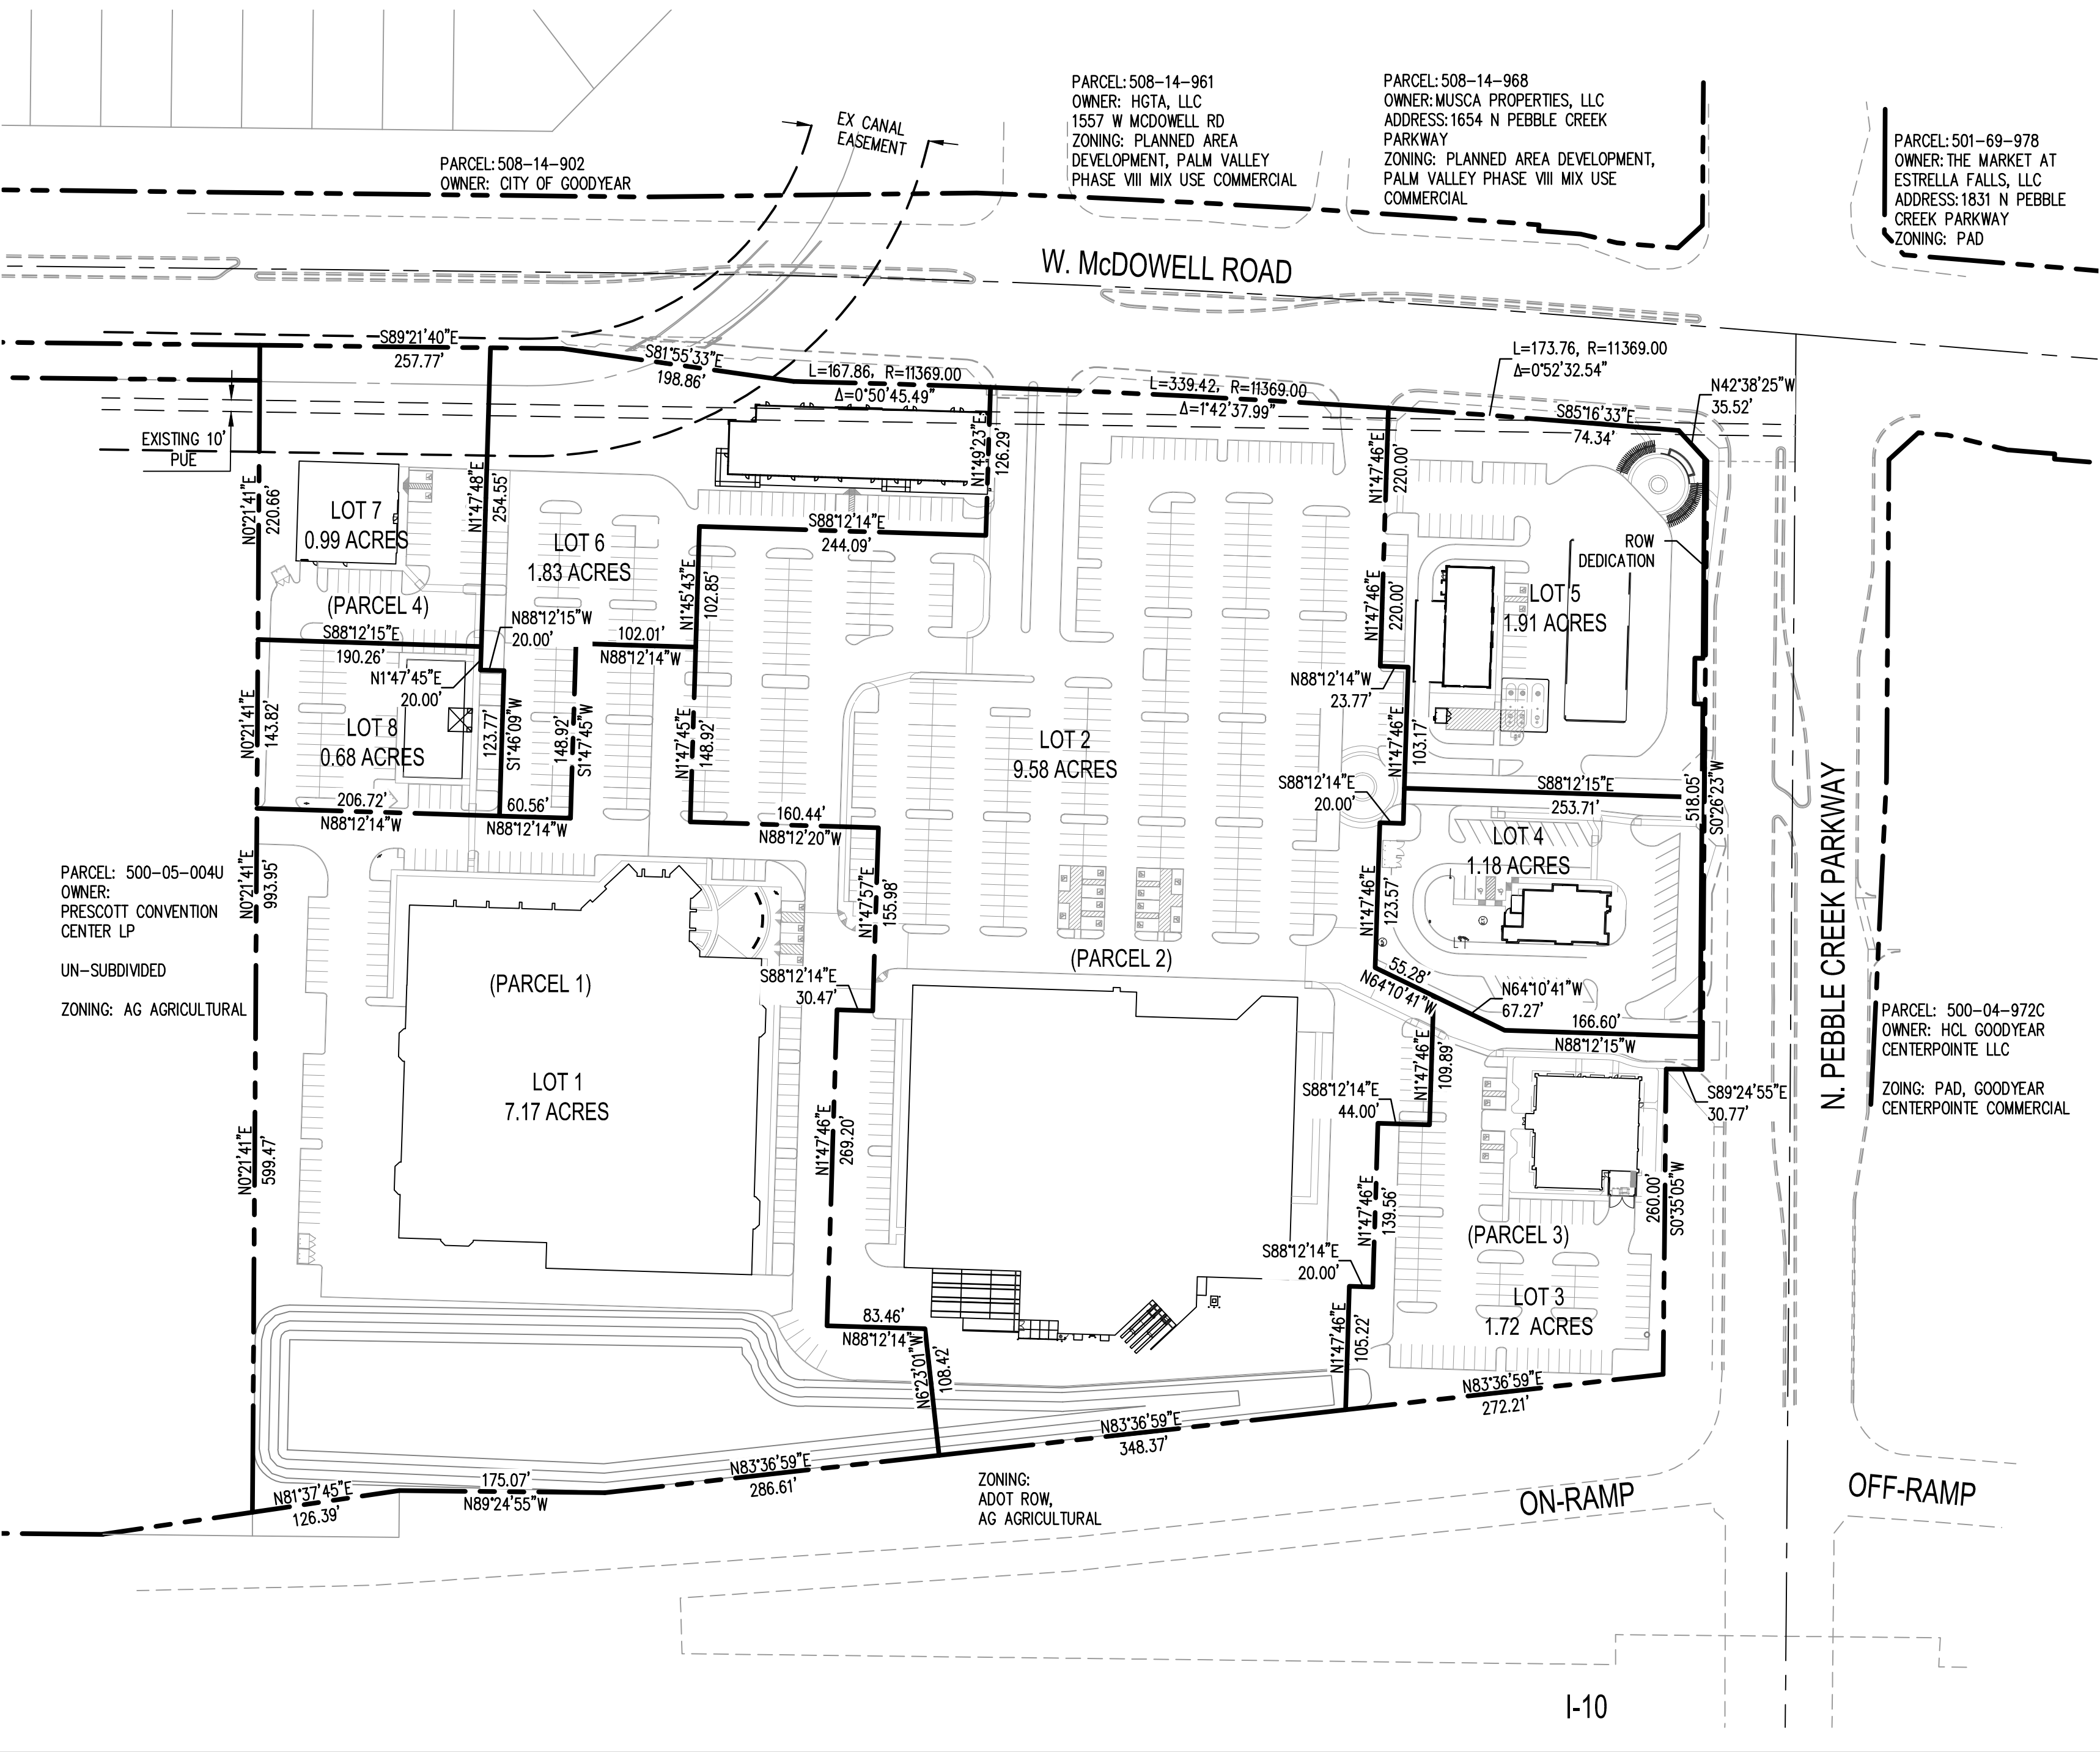 PARCEL: 508-14-961
OWNER: HGTA, LLC
1557 W MCDOWELL RD
ZONING: PLANNED AREA
DEVELOPMENT, PALM VALLEY
PHASE VIII MIX USE COMMERCIAL
PARCEL: 508-14-968
OWNER: MUSCA PROPERTIES, LLC
ADDRESS: 1654 N PEBBLE CREEK
PARKWAY
ZONING: PLANNED AREA DEVELOPMENT,
PALM VALLEY PHASE VIII MIX USE
COMMERCIAL
PARCEL: 501-69-978
OWNER: THE MARKET AT
ESTRELLA FALLS, LLC
ADDRESS: 1831 N PEBBLE
CREEK PARKWAY
ZONING: PAD
EX CANAL
EASEMENT
PARCEL: 508-14-902
OWNER: CITY OF GOODYEAR
W. McDOWELL ROAD
S89°21'40"E
257.77'
S81°55'33"E
198.86'
L=167.86, R=11369.00
Δ=0°50'45.49"
L=339.42, R=11369.00
Δ=1°42'37.99"
L=173.76, R=11369.00
Δ=0°52'32.54"
S85°16'33"E
74.34'
N42°38'25"W
35.52'
EXISTING 10'
PUE
N0°21'41"E
220.66'
N1°47'48"E
254.55'
N1°49'23"E
126.29'
N1°47'46"E
220.00'
LOT 7
0.99 ACRES
(PARCEL 4)
LOT 6
1.83 ACRES
S88°12'14"E
244.09'
N1°45'43"E
102.85'
N1°47'46"E
220.00'
ROW
DEDICATION
LOT 5
1.91 ACRES
S88°12'15"E
190.26'
N88°12'15"W
20.00'
102.01'
N88°12'14"W
N1°47'45"E
20.00'
N88°12'14"W
23.77'
N0°21'41"E
143.82'
LOT 8
0.68 ACRES
123.77'
S1°46'09"W
148.92'
S1°47'45"W
N1°47'45"E
148.92'
LOT 2
9.58 ACRES
N1°47'46"E
103.17'
S88°12'14"E
20.00'
S88°12'15"E
253.71'
518.05'
S0°26'23"W
206.72'
N88°12'14"W
60.56'
N88°12'14"W
160.44'
N88°12'20"W
LOT 4
1.18 ACRES
N. PEBBLE CREEK PARKWAY
PARCEL: 500-05-004U
OWNER:
PRESCOTT CONVENTION
CENTER LP
UN-SUBDIVIDED
ZONING: AG AGRICULTURAL
N0°21'41"E
993.95'
N1°47'57"E
155.98'
N1°47'46"E
123.57'
(PARCEL 1)
S88°12'14"E
30.47'
(PARCEL 2)
55.28'
N64°10'41"W
N64°10'41"W
67.27'
166.60'
N88°12'15"W
PARCEL: 500-04-972C
OWNER: HCL GOODYEAR
CENTERPOINTE LLC
ZOING: PAD, GOODYEAR
CENTERPOINTE COMMERCIAL
LOT 1
7.17 ACRES
N1°47'46"E
109.89'
S88°12'14"E
44.00'
S89°24'55"E
30.77'
N0°21'41"E
599.47'
N1°47'46"E
269.20'
N1°47'46"E
139.56'
260.00'
S0°35'05"W
(PARCEL 3)
S88°12'14"E
20.00'
LOT 3
1.72 ACRES
83.46'
N88°12'14"W
N6°23'01"W
108.42'
N1°47'46"E
105.22'
N83°36'59"E
272.21'
N83°36'59"E
348.37'
N83°36'59"E
286.61'
175.07'
N89°24'55"W
N81°37'45"E
126.39'
ZONING:
ADOT ROW,
AG AGRICULTURAL
ON-RAMP
OFF-RAMP
I-10